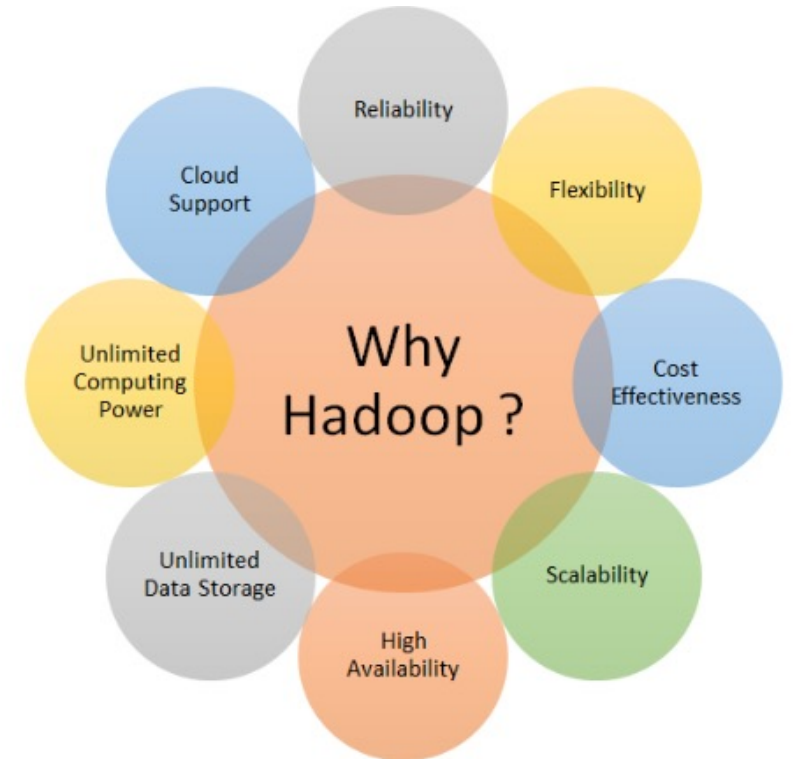 Reliability
Flexibility
Cost
Effectiveness
Scalability
High
Availability
Unlimited
Data Storage
Unlimited
Computing
Power
Cloud
Support
Why
Hadoop ?